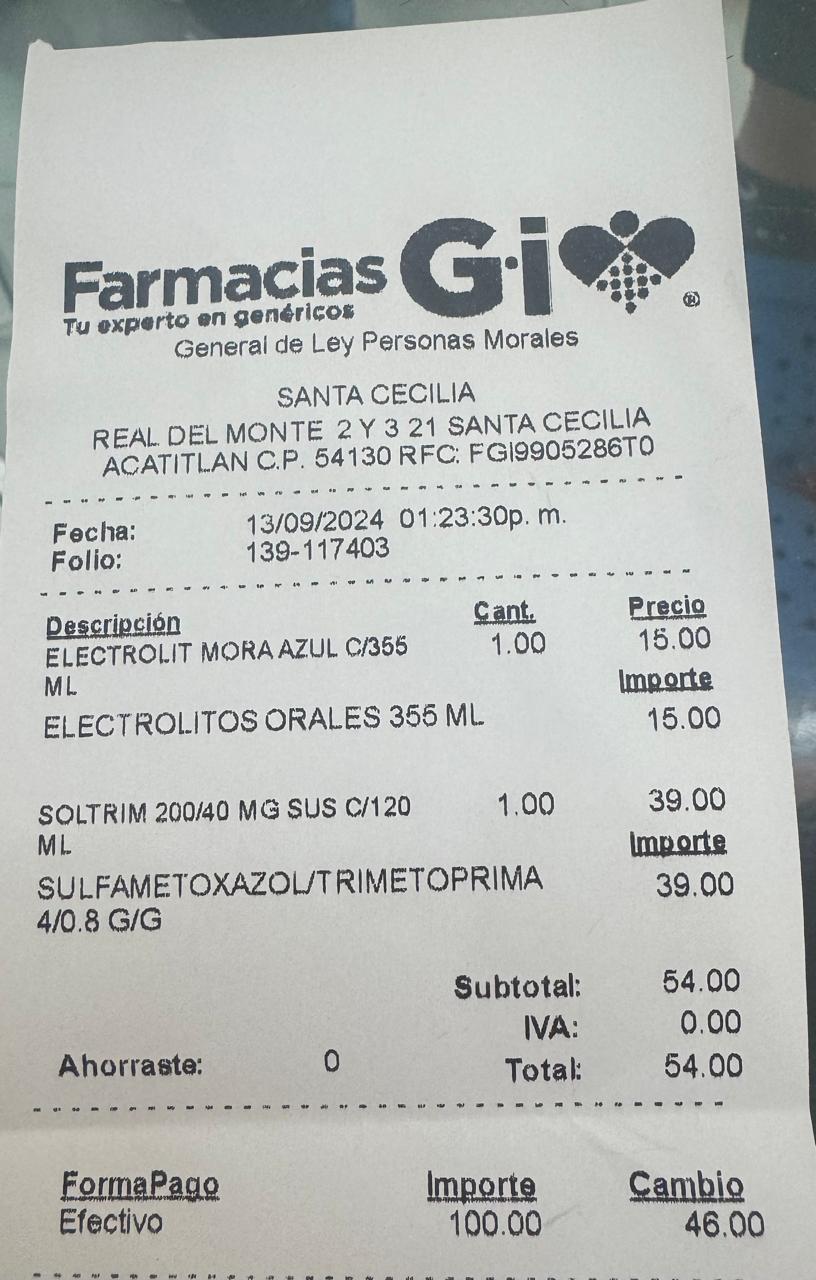 Farmacias G·i ®
Tu experto en genéricos
General de Ley Personas Morales
SANTA CECILIA
REAL DEL MONTE 2 Y 3 21 SANTA CECILIA
ACATITLAN C.P. 54130 RFC: FGI9905286T0
Fecha: 13/09/2024 01:23:30p. m.
Folio: 139-117403
Descripción Cant. Precio
ELECTROLIT MORA AZUL C/355 1.00 15.00
ML Importe
ELECTROLITOS ORALES 355 ML 15.00
SOLTRIM 200/40 MG SUS C/120 1.00 39.00
ML Importe
SULFAMETOXAZOL/TRIMETOPRIMA 39.00
4/0.8 G/G
Subtotal: 54.00
IVA: 0.00
Ahorraste: 0 Total: 54.00
FormaPago Importe Cambio
Efectivo 100.00 46.00